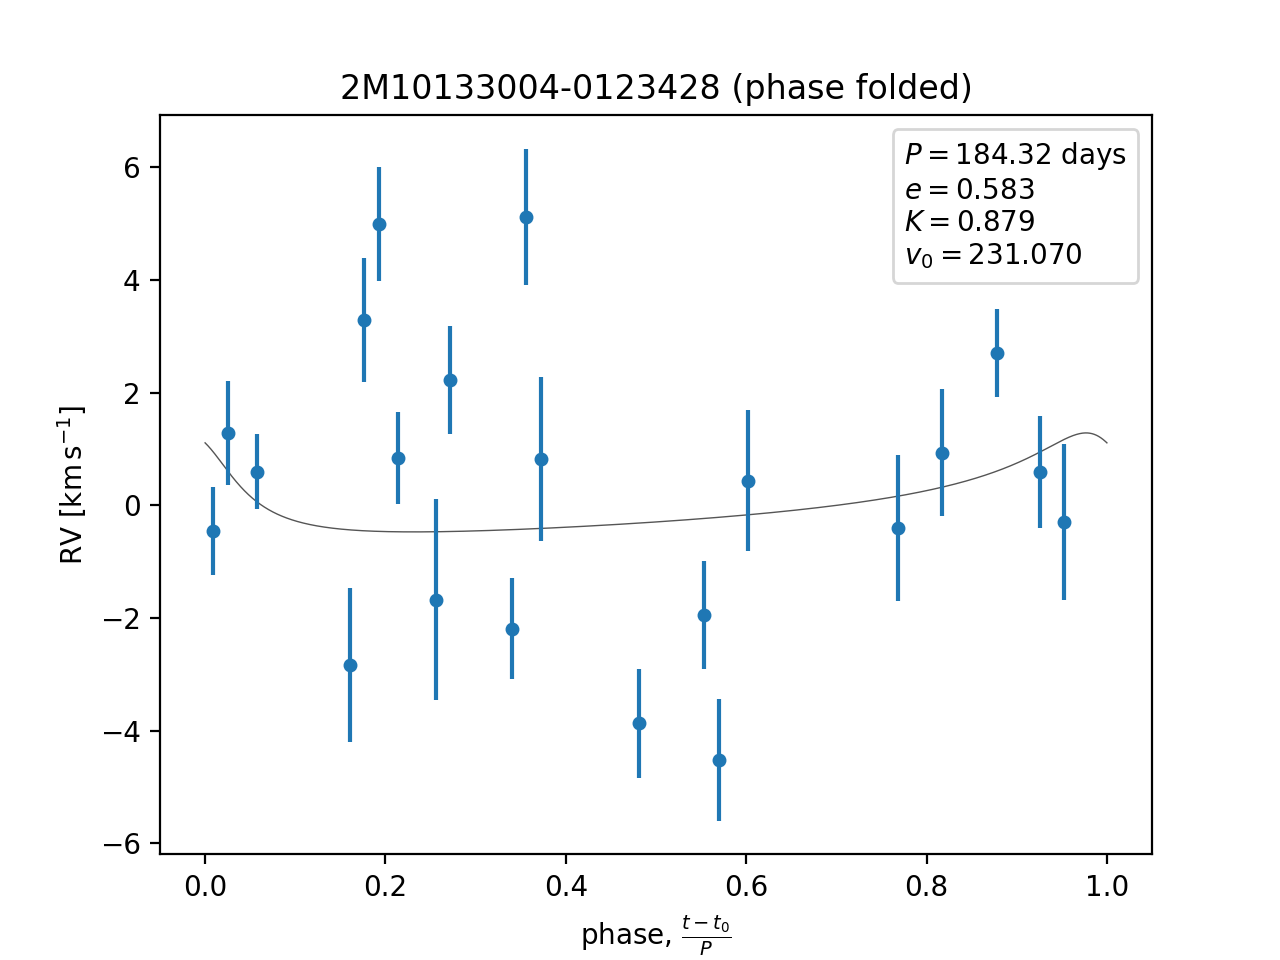 2M10133004-0123428 (phase folded)
P = 184.32 days
e = 0.583
K = 0.879
v₀ = 231.070
6
4
2
0
−2
−4
−6
RV [km s⁻¹]
0.0 0.2 0.4 0.6 0.8 1.0
phase, (t − t₀)/P